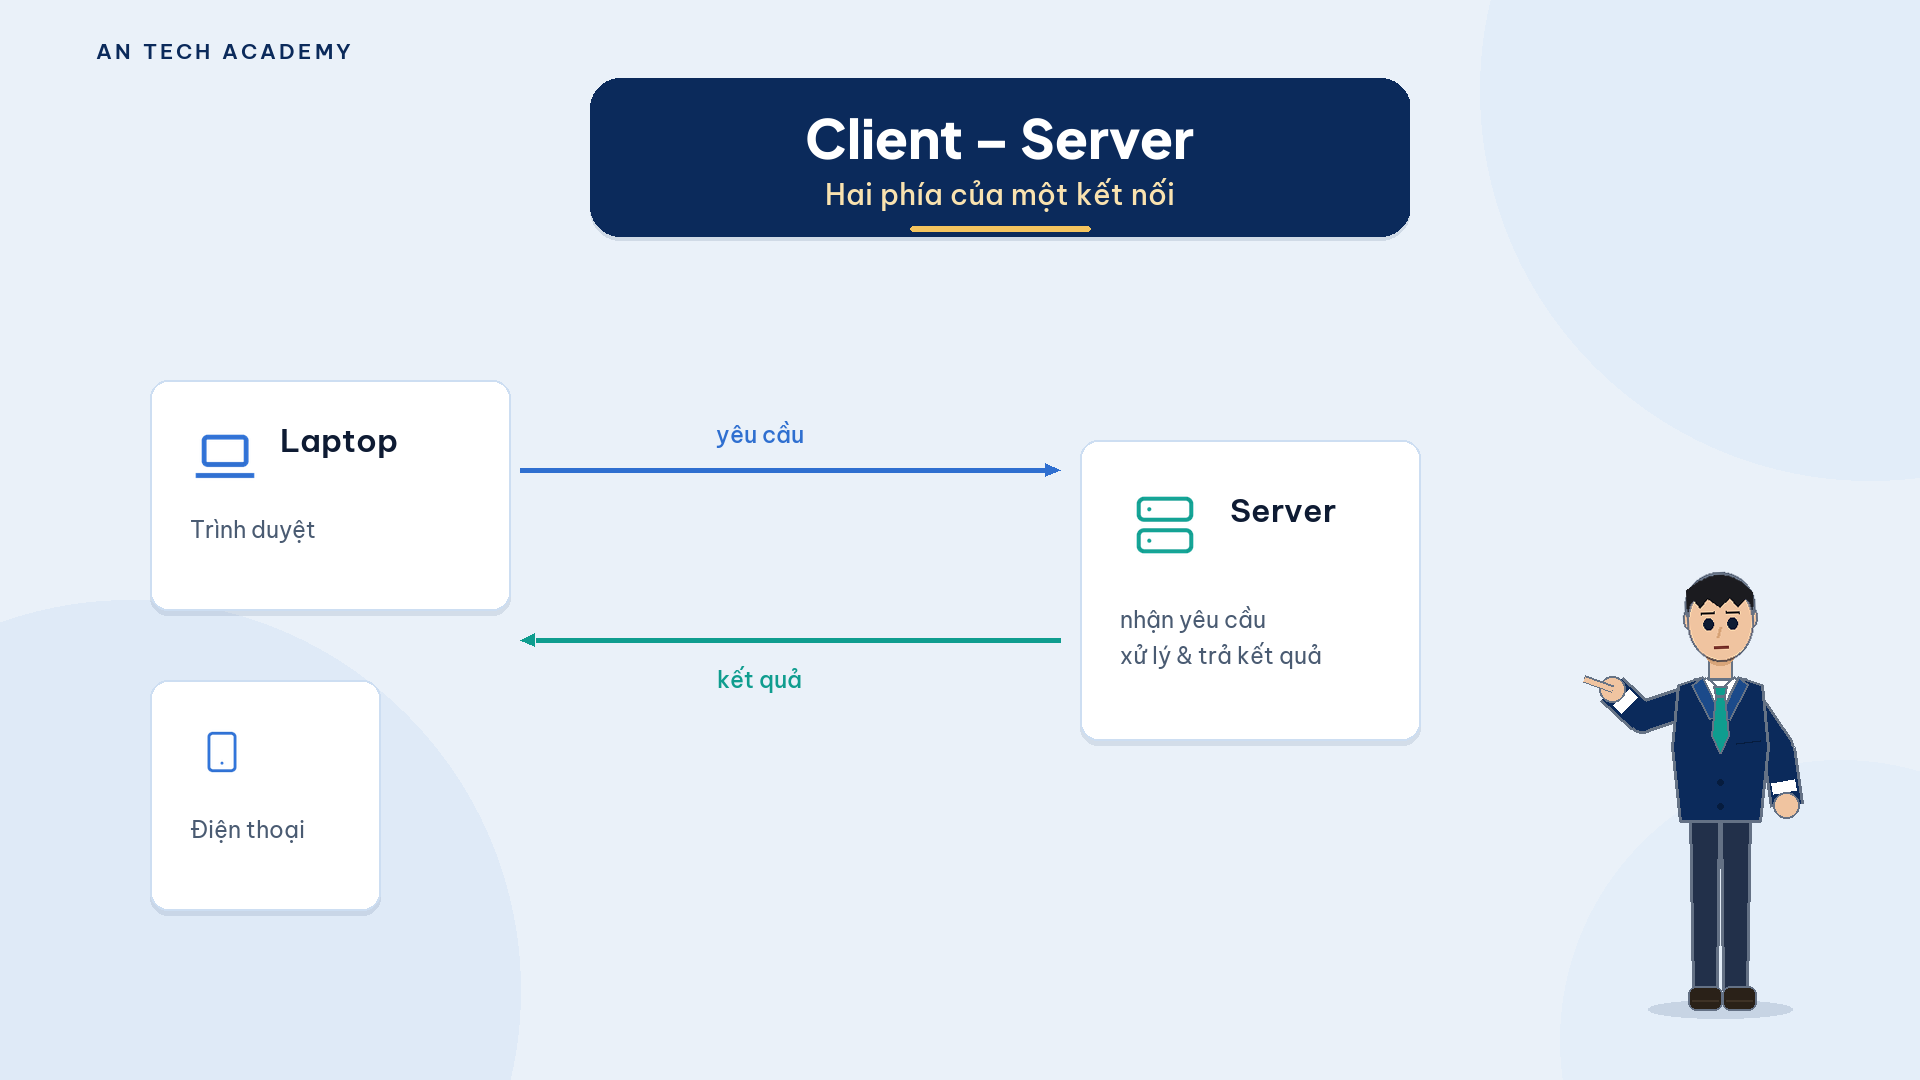 AN TECH ACADEMY
Client – Server
Hai phía của một kết nối
Laptop
Trình duyệt
yêu cầu
Server
nhận yêu cầu
xử lý & trả kết quả
kết quả
Điện thoại